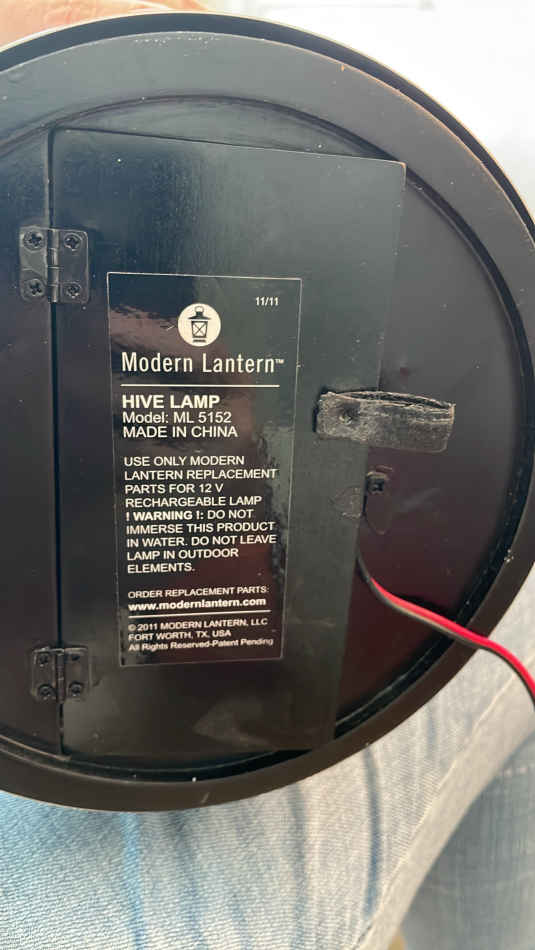 11/11
Modern Lantern™
HIVE LAMP
Model: ML 5152
MADE IN CHINA
USE ONLY MODERN
LANTERN REPLACEMENT
PARTS FOR 12 V
RECHARGEABLE LAMP
! WARNING !: DO NOT
IMMERSE THIS PRODUCT
IN WATER. DO NOT LEAVE
LAMP IN OUTDOOR
ELEMENTS.
ORDER REPLACEMENT PARTS:
www.modernlantern.com
© 2011 MODERN LANTERN, LLC
FORT WORTH, TX, USA
All Rights Reserved-Patent Pending